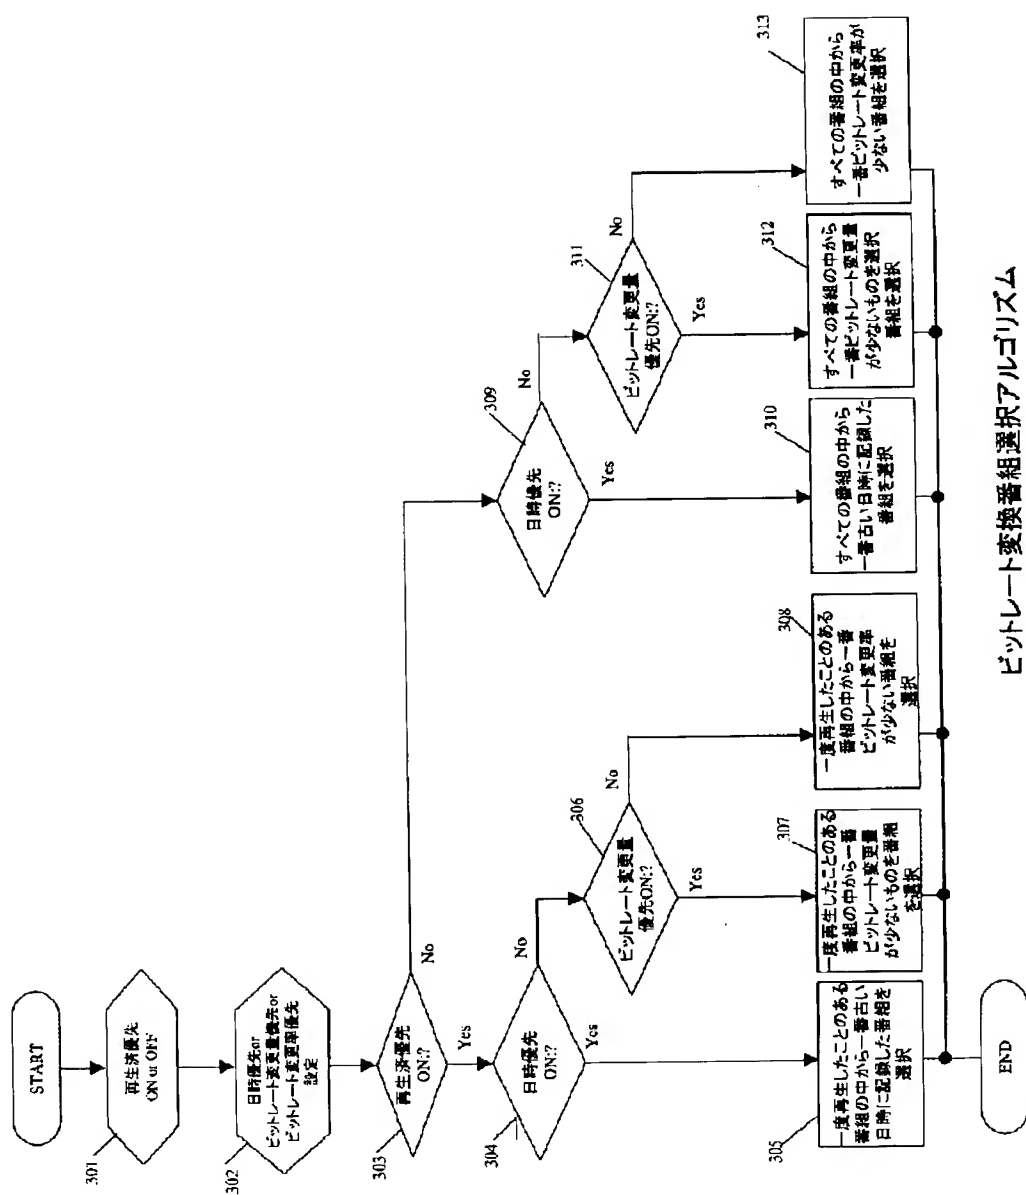 START
301
再生済優先
ON or OFF
302
日時優先or
ビットレート変更量優先or
ビットレート変更率優先
設定
303
再生済優先
ON:?
Yes
No
304
日時優先
ON:?
Yes
No
305
一度再生したことのある
番組の中から一番古い
日時に記録した番組を
選択
306
ビットレート変更量
優先ON:?
Yes
No
307
一度再生したことのある
番組の中から一番
ビットレート変更量
が少ないものを番組
を選択
308
一度再生したことのある
番組の中から一番
ビットレート変更率
が少ない番組を
選択
309
日時優先
ON:?
Yes
No
310
すべての番組の中から
一番古い日時に記録した
番組を選択
311
ビットレート変更量
優先ON:?
Yes
No
312
すべての番組の中から
一番ビットレート変更量
が少ないものを選択
番組を選択
313
すべての番組の中から
一番ビットレート変更率が
少ない番組を選択
END
ビットレート変換番組選択アルゴリズム